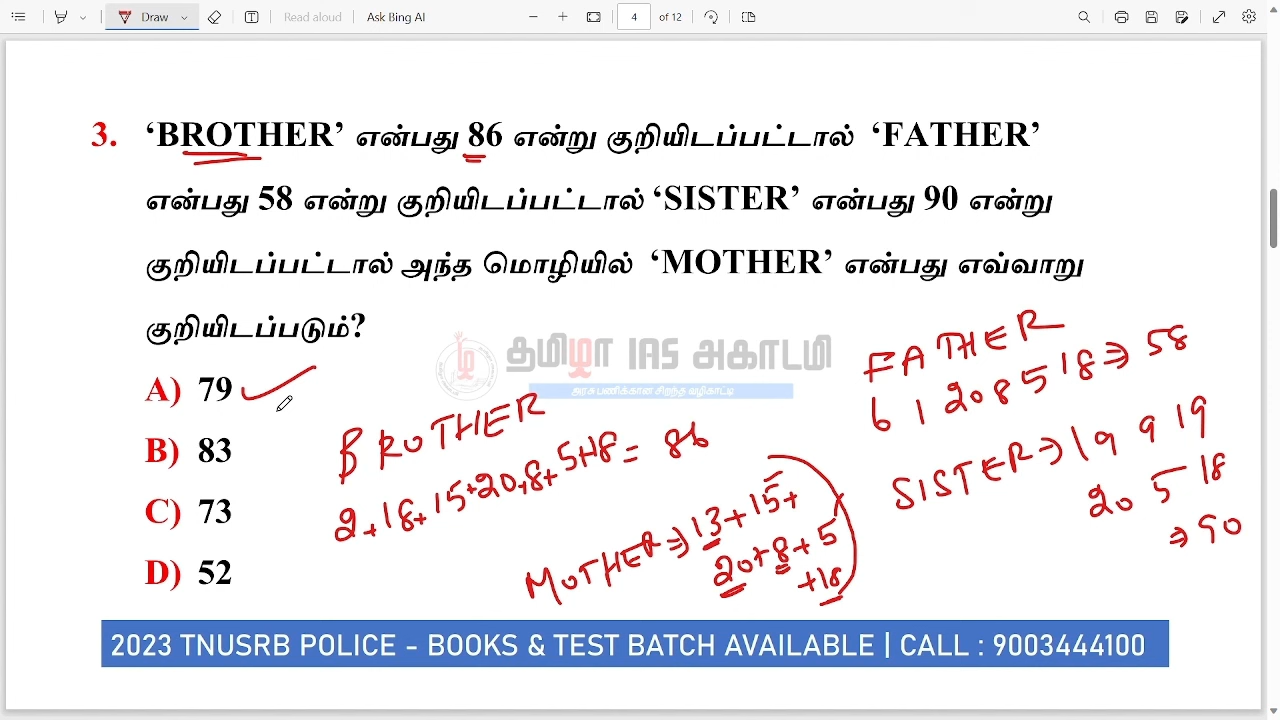 Draw
Read aloud
Ask Bing AI
4 of 12
3. ‘BROTHER’ என்பது 86 என்று குறியிடப்பட்டால் ‘FATHER’
என்பது 58 என்று குறியிடப்பட்டால் ‘SISTER’ என்பது 90 என்று
குறியிடப்பட்டால் அந்த மொழியில் ‘MOTHER’ என்பது எவ்வாறு
குறியிடப்படும்?
தமிழா IAS அகாடமி
அரசு பணிக்கான சிறந்த வழிகாட்டி
A) 79
B) 83
C) 73
D) 52
BROTHER
2+18+15+20+8+5+18= 86
MOTHER⇒13+15+
20+8+5
+18
FATHER
6 1 20 8 5 18⇒58
SISTER⇒19 9 19
20 5 18
⇒90
2023 TNUSRB POLICE - BOOKS & TEST BATCH AVAILABLE | CALL : 9003444100